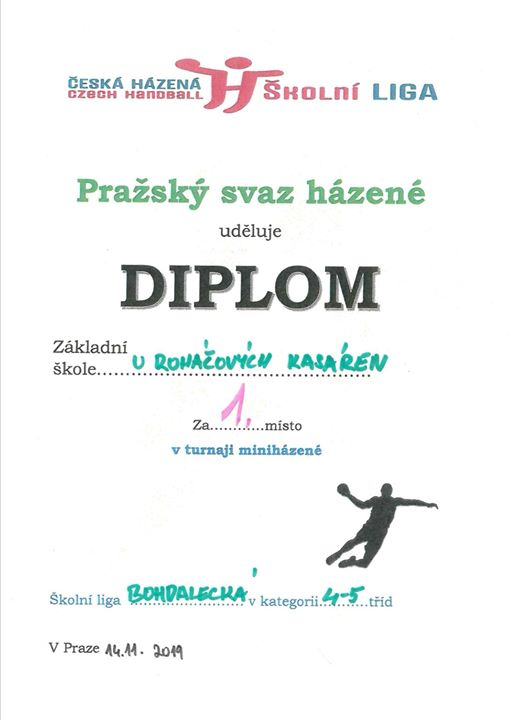 ČESKÁ HÁZENÁ
CZECH HANDBALL
ŠKOLNÍ LIGA
Pražský svaz házené
uděluje
DIPLOM
Základní
škole......U ROHÁČOVÝCH KASÁREN
Za....1.....místo
v turnaji miniházené
Školní liga BOHDALECKÁ v kategorii 4-5 tříd
V Praze 14.11. 2019